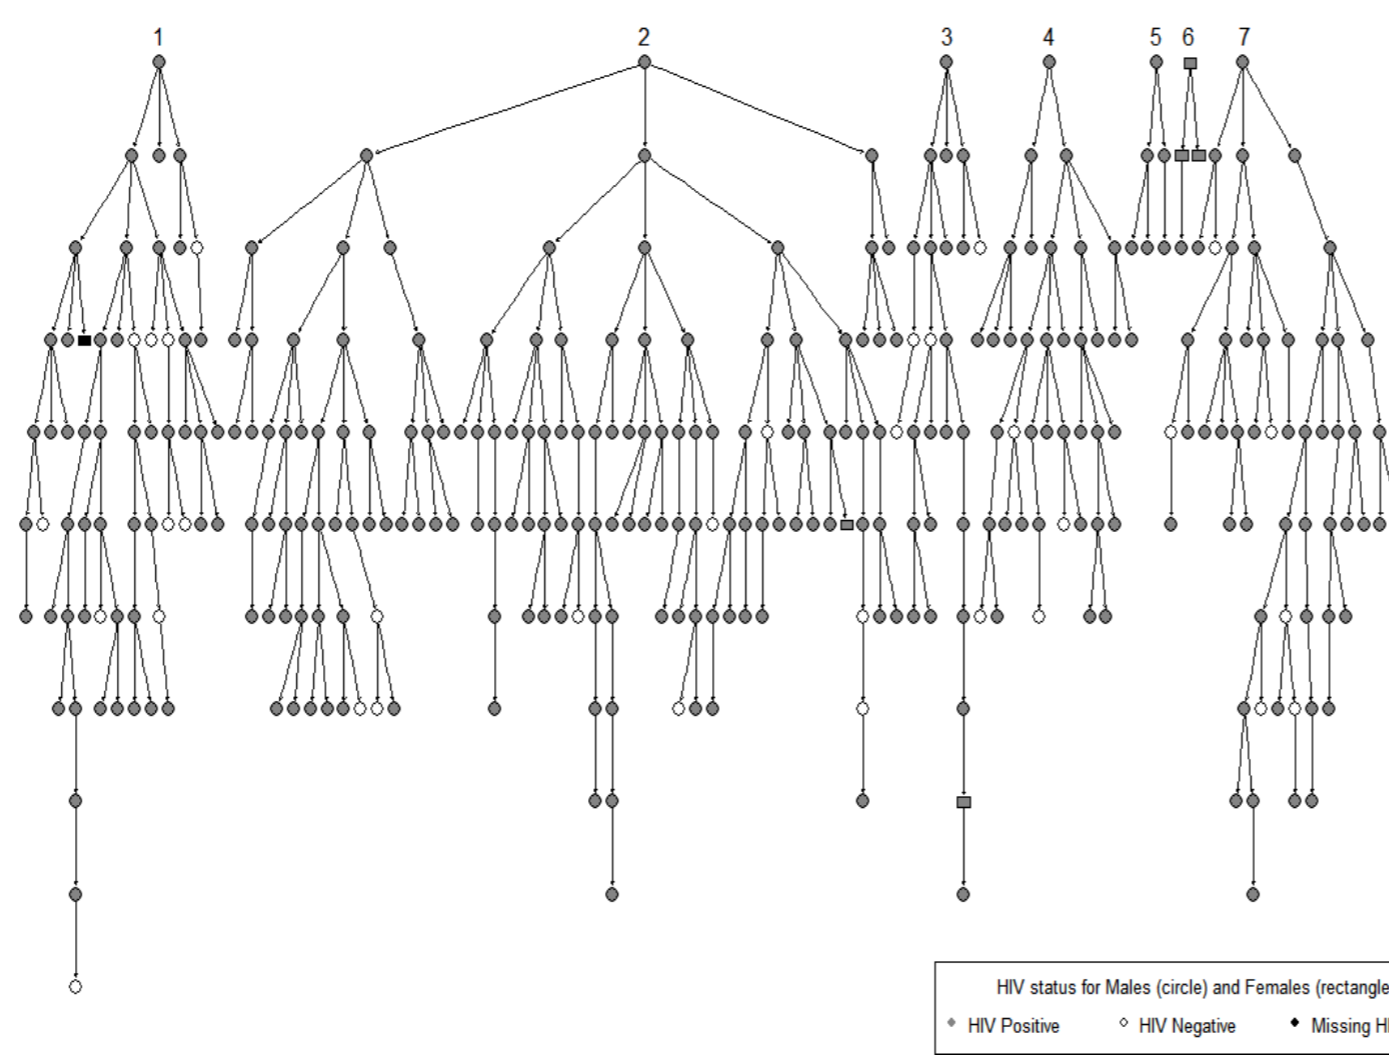 1 2 3 4 5 6 7
HIV status for Males (circle) and Females (rectangle
HIV Positive HIV Negative Missing HI